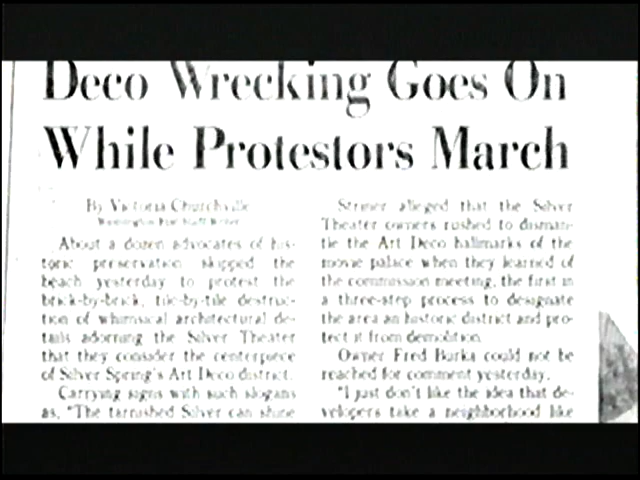 Deco Wrecking Goes On
While Protestors March
By Victoria Churchville
Washington Post Staff Writer
About a dozen advocates of his-
toric preservation skipped the
beach yesterday to protest the
brick-by-brick, tile-by-tile destruc-
tion of whimsical architectural de-
tails adorning the Silver Theater
that they consider the centerpiece
of Silver Spring's Art Deco district.
Carrying signs with such slogans
as, "The tarnished Silver can shine
Striner alleged that the Silver
Theater owners rushed to disman-
tle the Art Deco hallmarks of the
movie palace when they learned of
the commission meeting, the first in
a three-step process to designate
the area an historic district and pro-
tect it from demolition.
Owner Fred Burka could not be
reached for comment yesterday.
"I just don't like the idea that de-
velopers take a neighborhood like